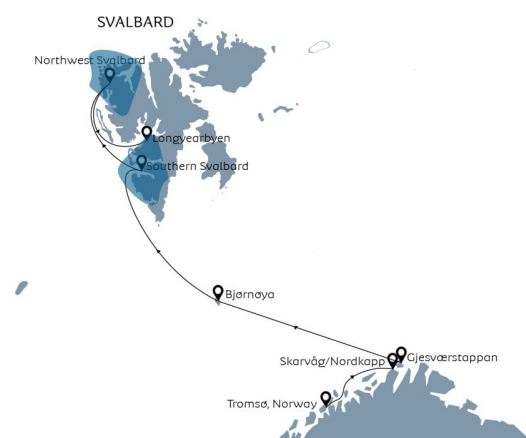 SVALBARD
Northwest Svalbard
Longyearbyen
Southern Svalbard
Bjørnøya
Gjesværstappan
Skarvåg/Nordkapp
Tromsø, Norway